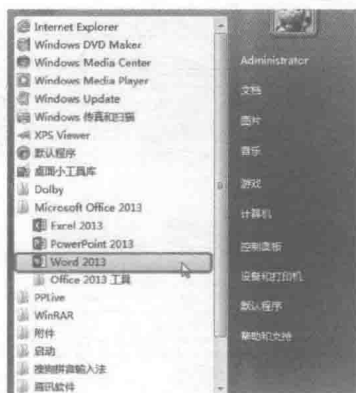 Internet Explorer
Windows DVD Maker
Windows Media Center
Windows Media Player
Windows Update
Windows 传真和扫描
XPS Viewer
默认程序
桌面小工具库
Dolby
Microsoft Office 2013
Excel 2013
PowerPoint 2013
Word 2013
Office 2013 工具
PPLive
WinRAR
附件
启动
搜狗拼音输入法
腾讯软件
Administrator
文档
图片
音乐
游戏
计算机
控制面板
设备和打印机
默认程序
帮助和支持